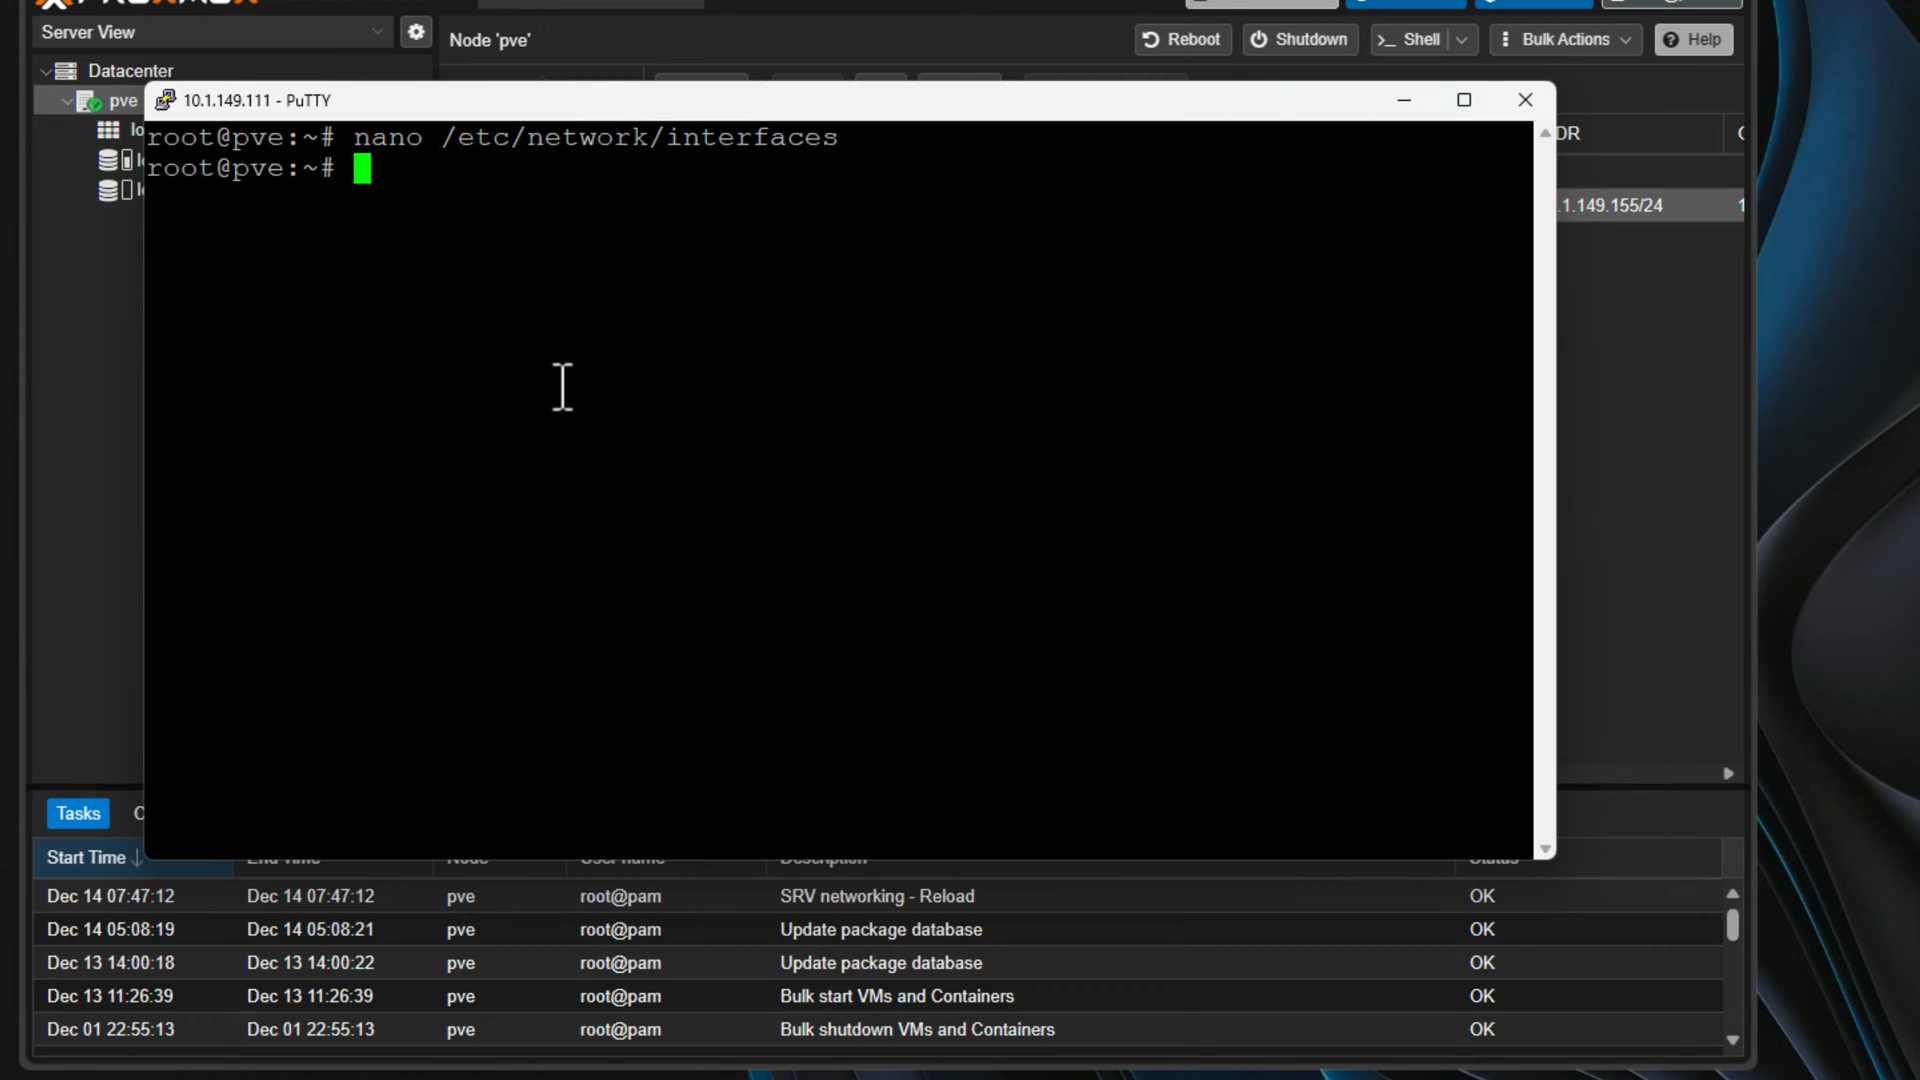 Server View
Node 'pve'
Reboot
Shutdown
Shell
Bulk Actions
Help
Datacenter
pve
10.1.149.111 - PuTTY
root@pve:~# nano /etc/network/interfaces
root@pve:~#
DR
.1.149.155/24
Tasks
Start Time
Dec 14 07:47:12 Dec 14 07:47:12 pve root@pam SRV networking - Reload OK
Dec 14 05:08:19 Dec 14 05:08:21 pve root@pam Update package database OK
Dec 13 14:00:18 Dec 13 14:00:22 pve root@pam Update package database OK
Dec 13 11:26:39 Dec 13 11:26:39 pve root@pam Bulk start VMs and Containers OK
Dec 01 22:55:13 Dec 01 22:55:13 pve root@pam Bulk shutdown VMs and Containers OK